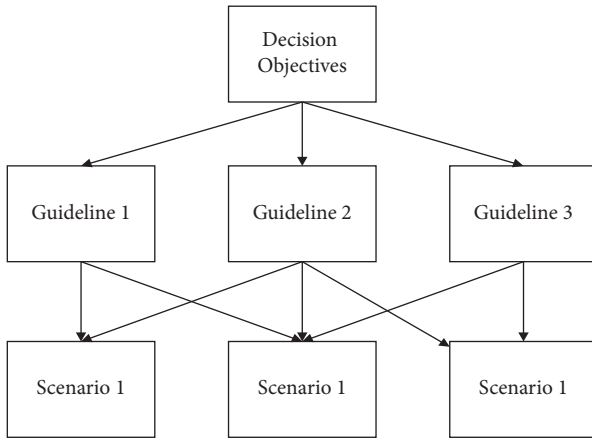 Decision
Objectives
Guideline 1
Guideline 2
Guideline 3
Scenario 1
Scenario 1
Scenario 1